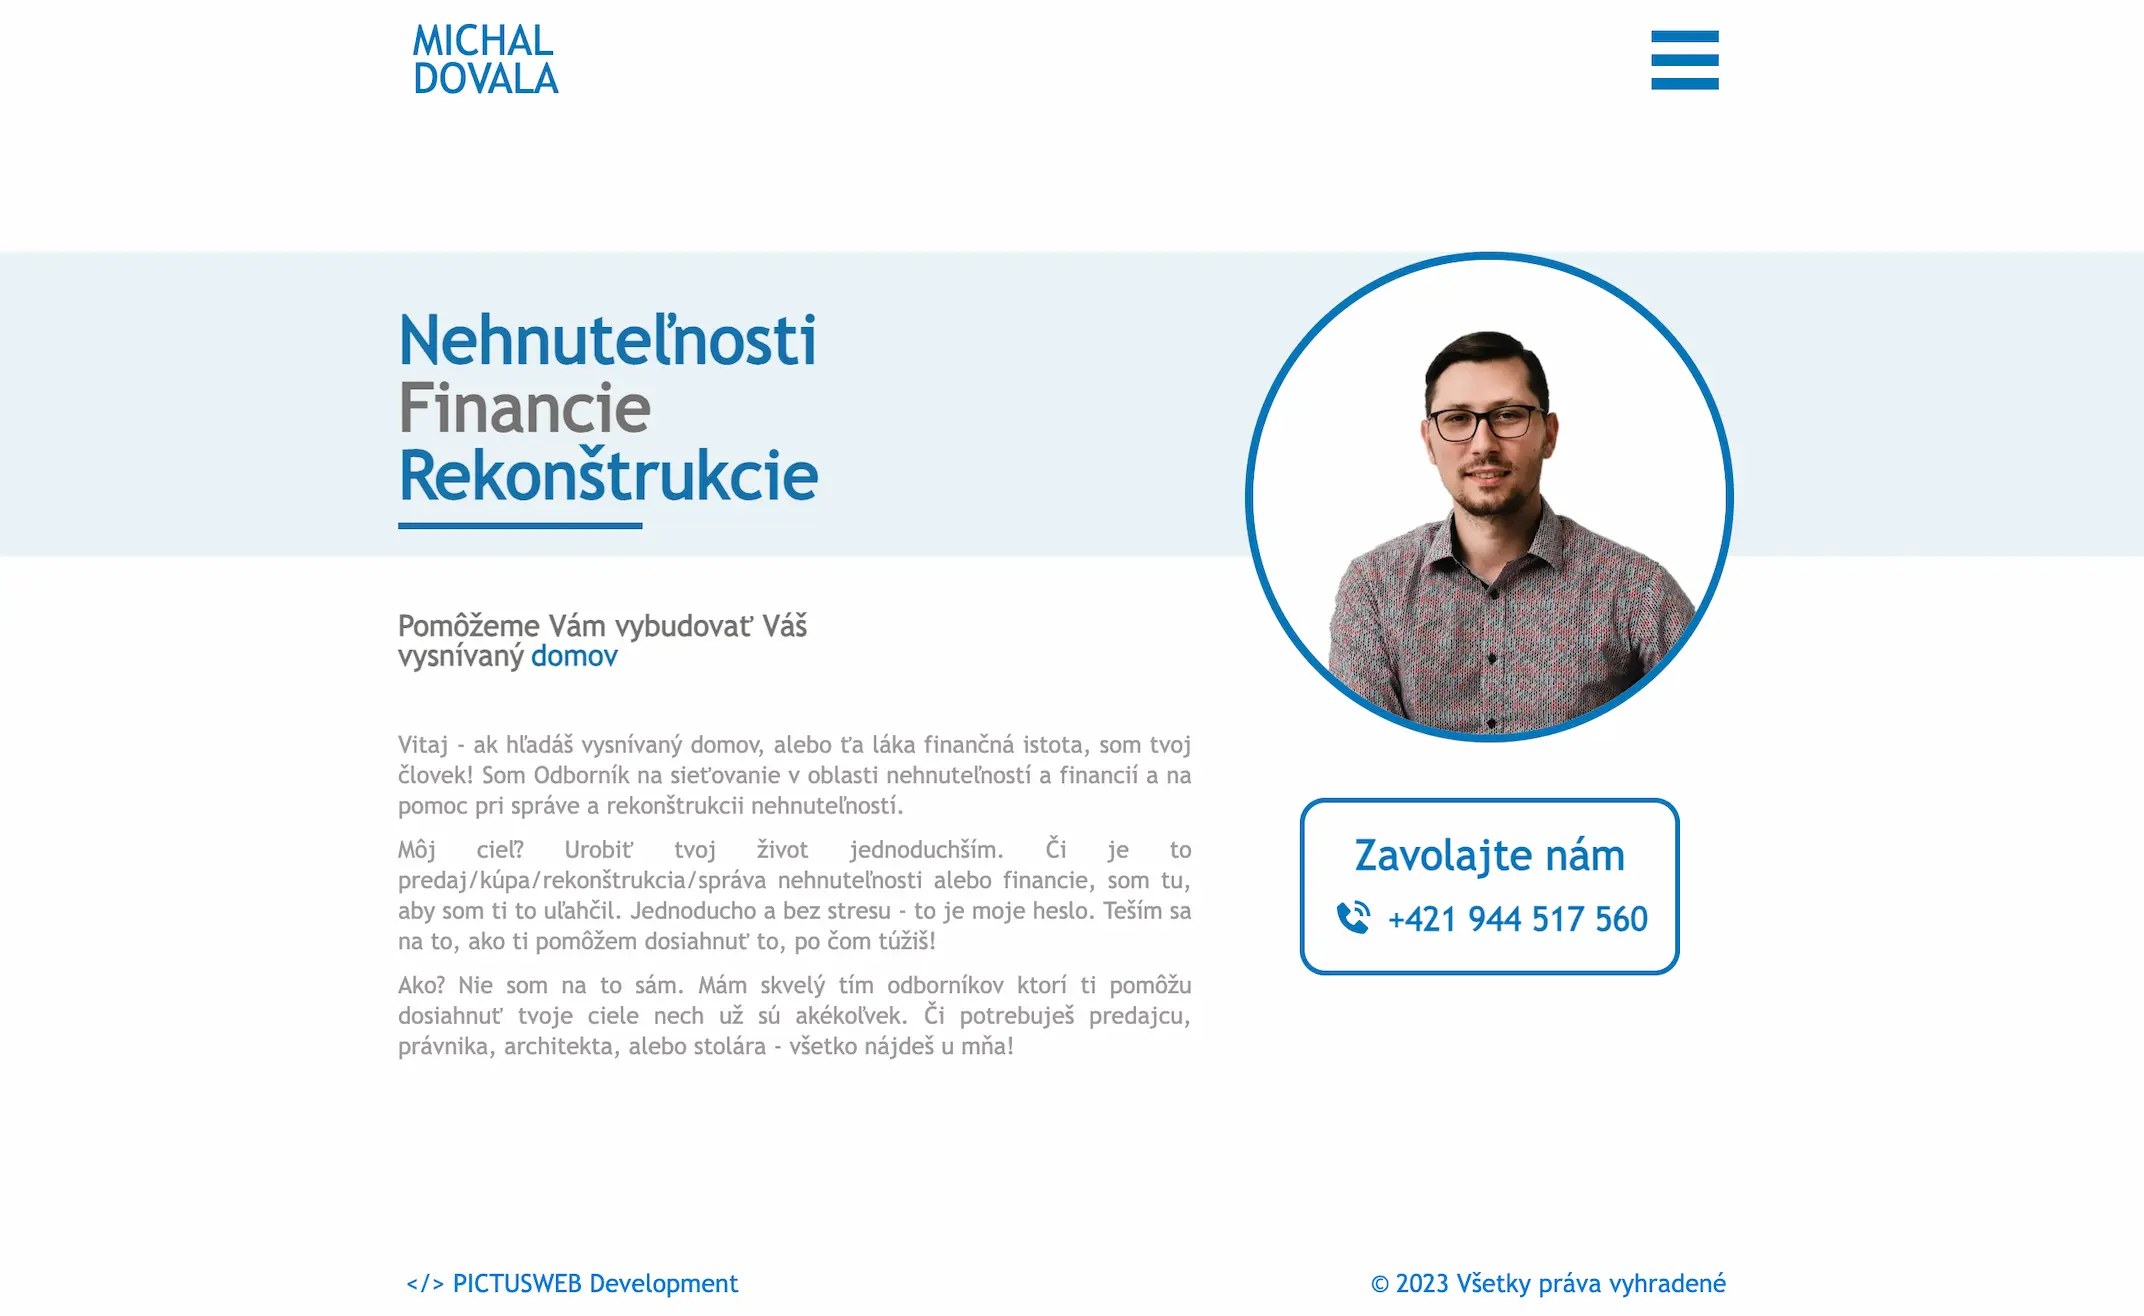 MICHAL
DOVALA
Nehnuteľnosti
Financie
Rekonštrukcie
Pomôžeme Vám vybudovať Váš
vysnívaný domov
Vitaj - ak hľadáš vysnívaný domov, alebo ťa láka finančná istota, som tvoj
človek! Som Odborník na sieťovanie v oblasti nehnuteľností a financií a na
pomoc pri správe a rekonštrukcii nehnuteľností.
Môj cieľ? Urobiť tvoj život jednoduchším. Či je to
predaj/kúpa/rekonštrukcia/správa nehnuteľnosti alebo financie, som tu,
aby som ti to uľahčil. Jednoducho a bez stresu - to je moje heslo. Teším sa
na to, ako ti pomôžem dosiahnuť to, po čom túžiš!
Ako? Nie som na to sám. Mám skvelý tím odborníkov ktorí ti pomôžu
dosiahnuť tvoje ciele nech už sú akékoľvek. Či potrebuješ predajcu,
právnika, architekta, alebo stolára - všetko nájdeš u mňa!
Zavolajte nám
+421 944 517 560
</> PICTUSWEB Development
© 2023 Všetky práva vyhradené